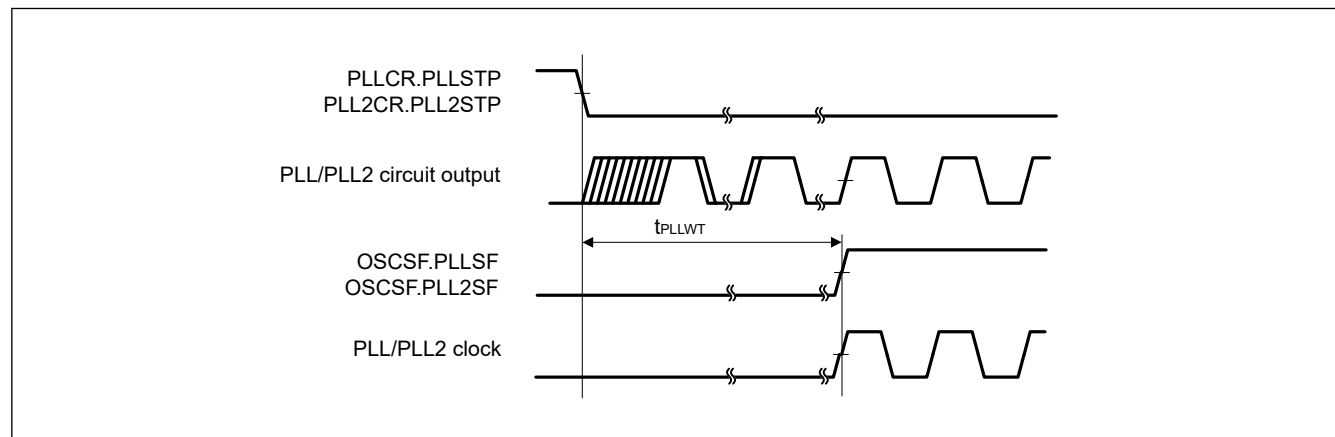 PLLCR.PLLSTP
PLL2CR.PLL2STP
PLL/PLL2 circuit output
tPLLWT
OSCSF.PLLSF
OSCSF.PLL2SF
PLL/PLL2 clock